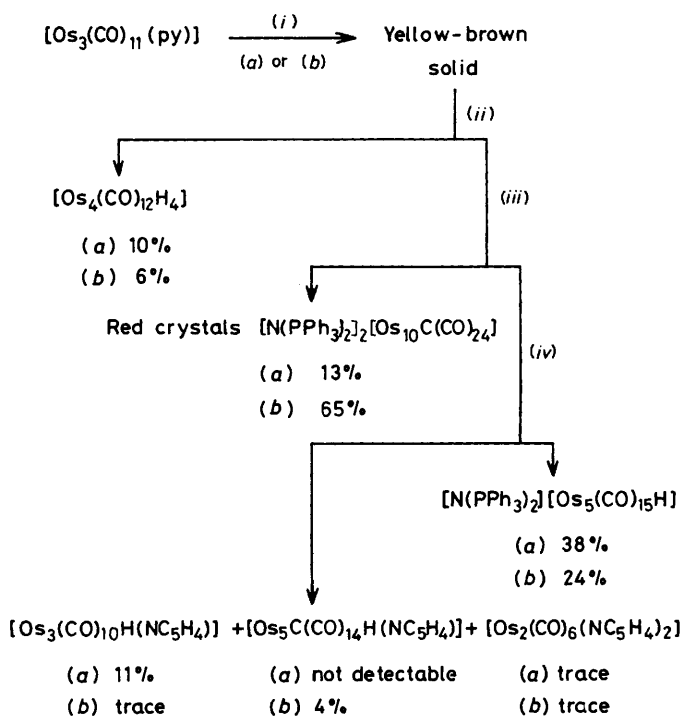 [Os₃(CO)₁₁(py)] (i) Yellow-brown
(a) or (b) solid
(ii)
[Os₄(CO)₁₂H₄]
(iii)
(a) 10%
(b) 6%
Red crystals [N(PPh₃)₂]₂[Os₁₀C(CO)₂₄]
(iv)
(a) 13%
(b) 65%
[N(PPh₃)₂][Os₅(CO)₁₅H]
(a) 38%
(b) 24%
[Os₃(CO)₁₀H(NC₅H₄)] +[Os₅C(CO)₁₄H(NC₅H₄)]+ [Os₂(CO)₆(NC₅H₄)₂]
(a) 11% (a) not detectable (a) trace
(b) trace (b) 4% (b) trace